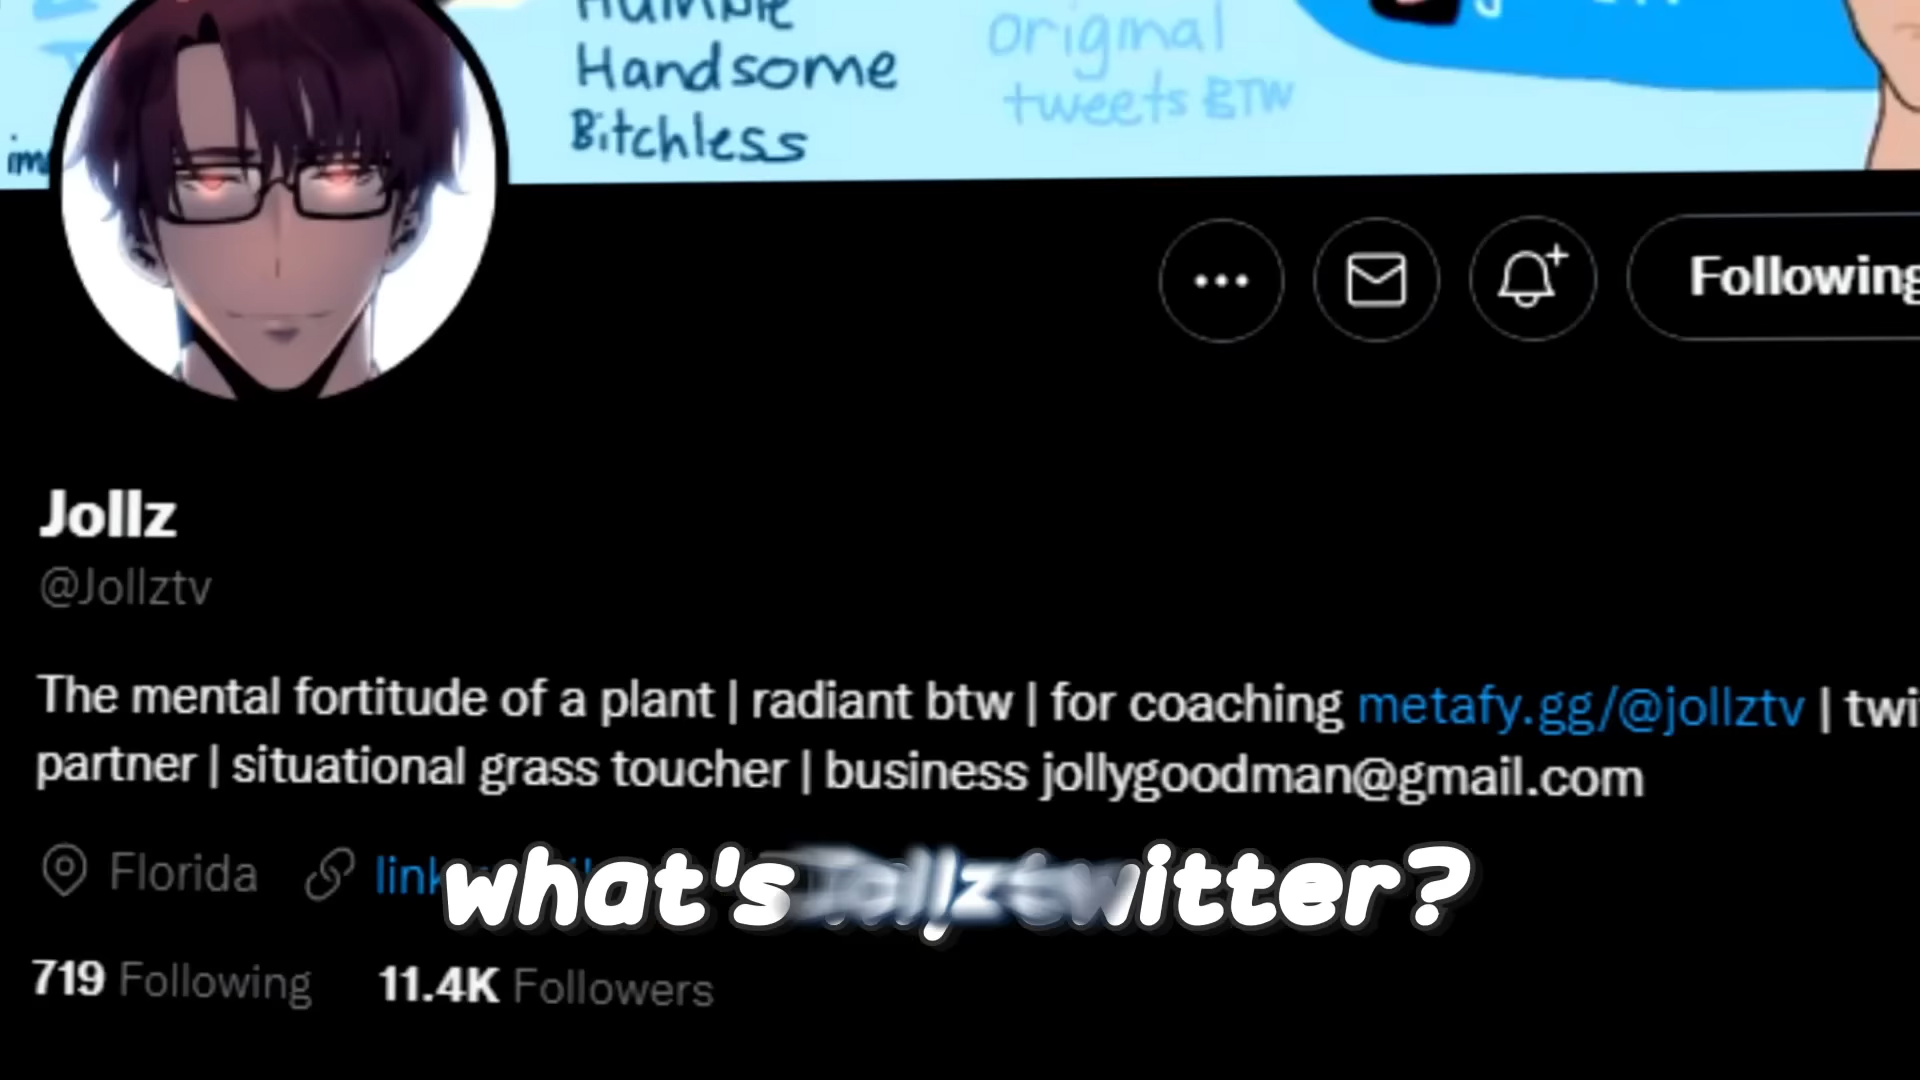 Humble
Handsome
Bitchless
original
tweets BTW
Following
Jollz
@Jollztv
The mental fortitude of a plant | radiant btw | for coaching metafy.gg/@jollztv | twi
partner | situational grass toucher | business jollygoodman@gmail.com
Florida
what's twitter?
719 Following 11.4K Followers